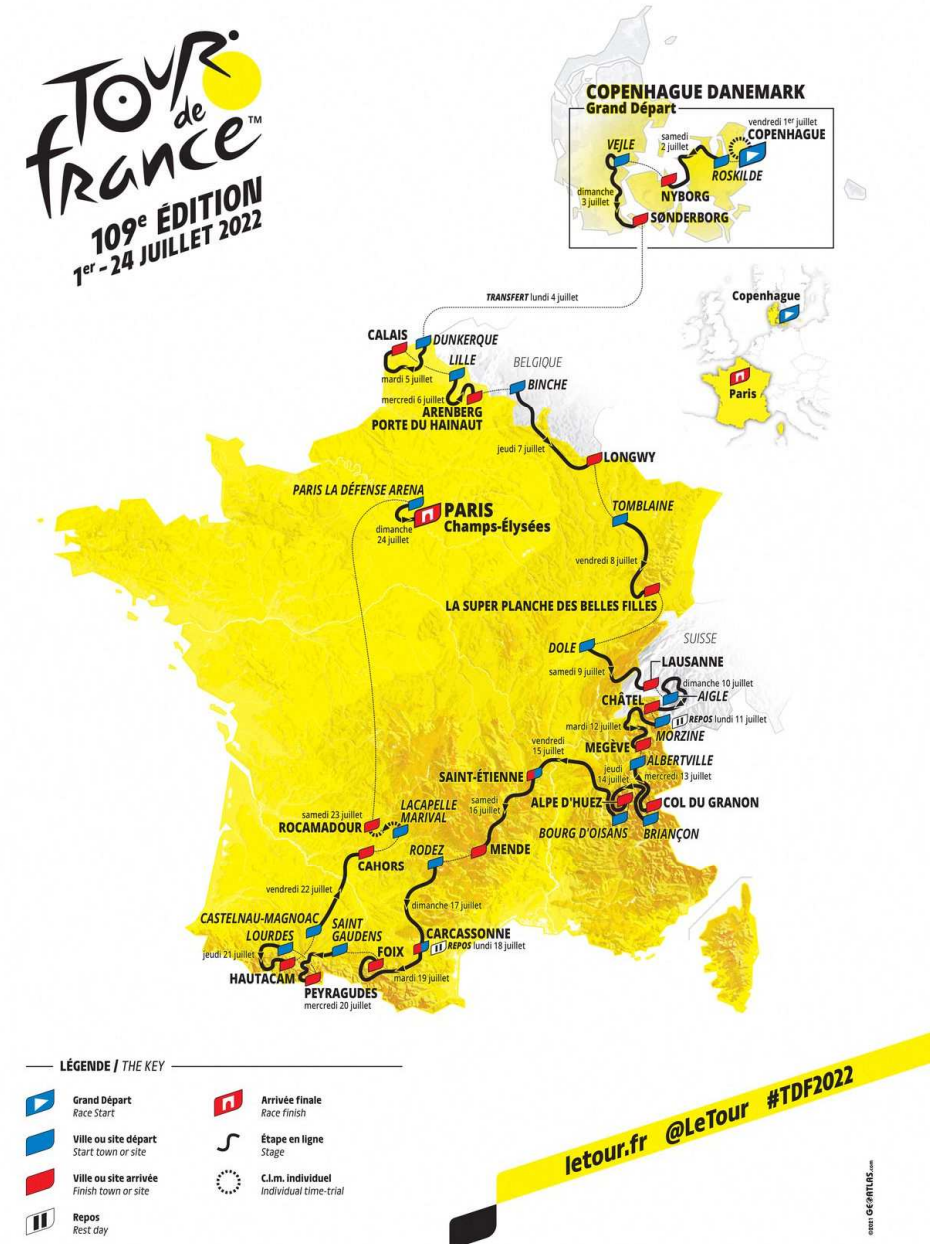 TOUR
de
france™
109e ÉDITION
1er - 24 JUILLET 2022
COPENHAGUE DANEMARK
Grand Départ
vendredi 1er juillet
COPENHAGUE
samedi
2 juillet
VEJLE
ROSKILDE
NYBORG
dimanche
3 juillet
SØNDERBORG
TRANSFERT lundi 4 juillet
Copenhague
Paris
CALAIS
DUNKERQUE
mardi 5 juillet
LILLE
BELGIQUE
BINCHE
mercredi 6 juillet
ARENBERG
PORTE DU HAINAUT
jeudi 7 juillet
LONGWY
PARIS LA DÉFENSE ARENA
PARIS
Champs-Élysées
dimanche
24 juillet
TOMBLAINE
vendredi 8 juillet
LA SUPER PLANCHE DES BELLES FILLES
SUISSE
DOLE
samedi 9 juillet
LAUSANNE
dimanche 10 juillet
AIGLE
CHÂTEL
REPOS lundi 11 juillet
mardi 12 juillet
MORZINE
MEGÈVE
vendredi
15 juillet
ALBERTVILLE
jeudi
14 juillet
mercredi 13 juillet
SAINT-ÉTIENNE
ALPE D'HUEZ
COL DU GRANON
samedi
16 juillet
BOURG D'OISANS
BRIANÇON
samedi 23 juillet
ROCAMADOUR
LACAPELLE
MARIVAL
RODEZ
MENDE
CAHORS
vendredi 22 juillet
dimanche 17 juillet
CASTELNAU-MAGNOAC
SAINT
GAUDENS
LOURDES
CARCASSONNE
REPOS lundi 18 juillet
jeudi 21 juillet
FOIX
HAUTACAM
mardi 19 juillet
PEYRAGUDES
mercredi 20 juillet
LÉGENDE / THE KEY
Grand Départ
Race Start
Ville ou site départ
Start town or site
Ville ou site arrivée
Finish town or site
Repos
Rest day
Arrivée finale
Race finish
Étape en ligne
Stage
C.l.m. individuel
Individual time-trial
letour.fr @LeTour #TDF2022
©2021 GEOATLAS.com